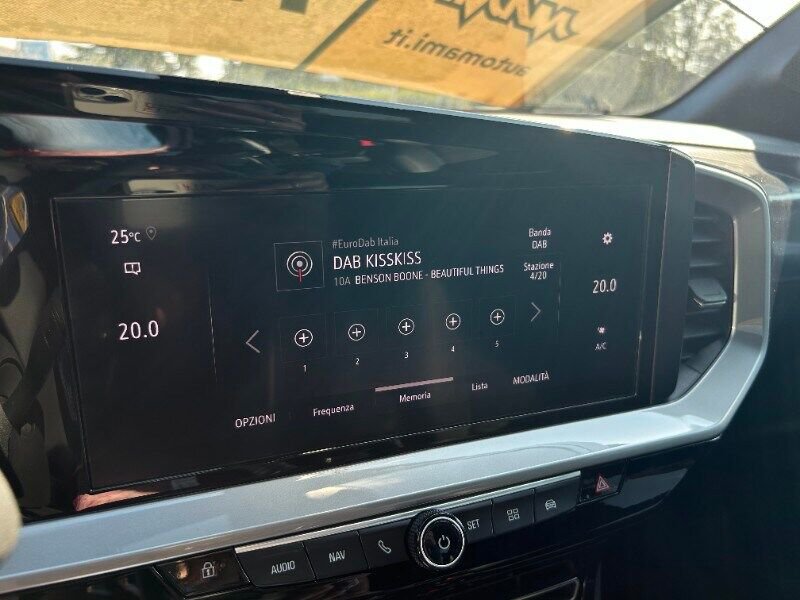 automami.it
25°C
#EuroDab Italia
DAB KISSKISS
10A BENSON BOONE - BEAUTIFUL THINGS
Banda
DAB
Stazione
4/20
20.0
20.0
A/C
1 2 3 4 5
OPZIONI Frequenza Memoria Lista MODALITÀ
AUDIO NAV SET